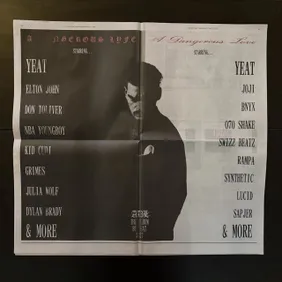 A Dangerous Lyfe
A Dangerous Love
STARRING...
STARRING...
YEAT
ELTON JOHN
DON TOLIVER
NBA YOUNGBOY
KID CUDI
GRIMES
JULIA WOLF
DYLAN BRADY
& MORE
YEAT
JOJI
BNYX
070 SHAKE
SWIZZ BEATZ
RAMPA
SYNTHETIC
LUCID
SAPJER
& MORE